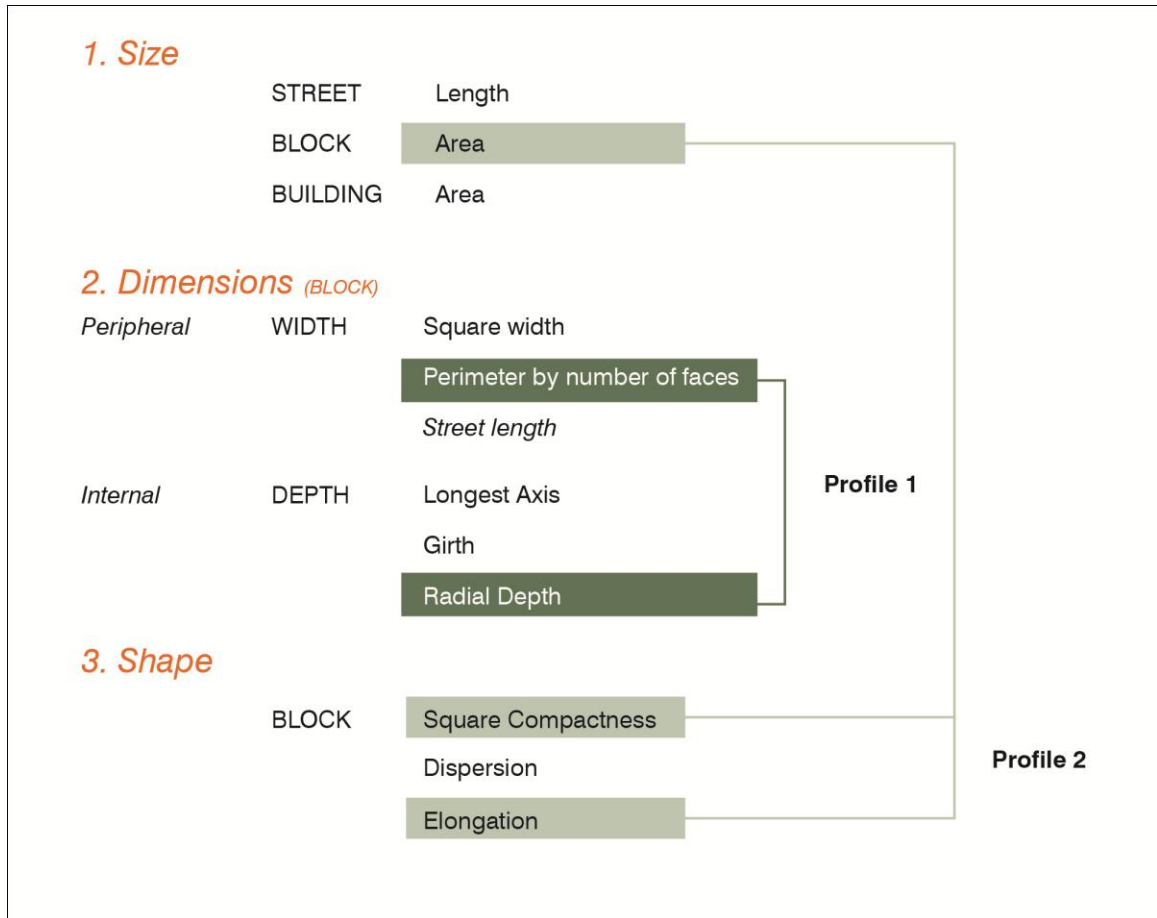 1. Size
STREET Length
BLOCK Area
BUILDING Area
2. Dimensions (BLOCK)
Peripheral WIDTH Square width
Perimeter by number of faces
Street length
Internal DEPTH Longest Axis
Profile 1
Girth
Radial Depth
3. Shape
BLOCK Square Compactness
Dispersion
Profile 2
Elongation